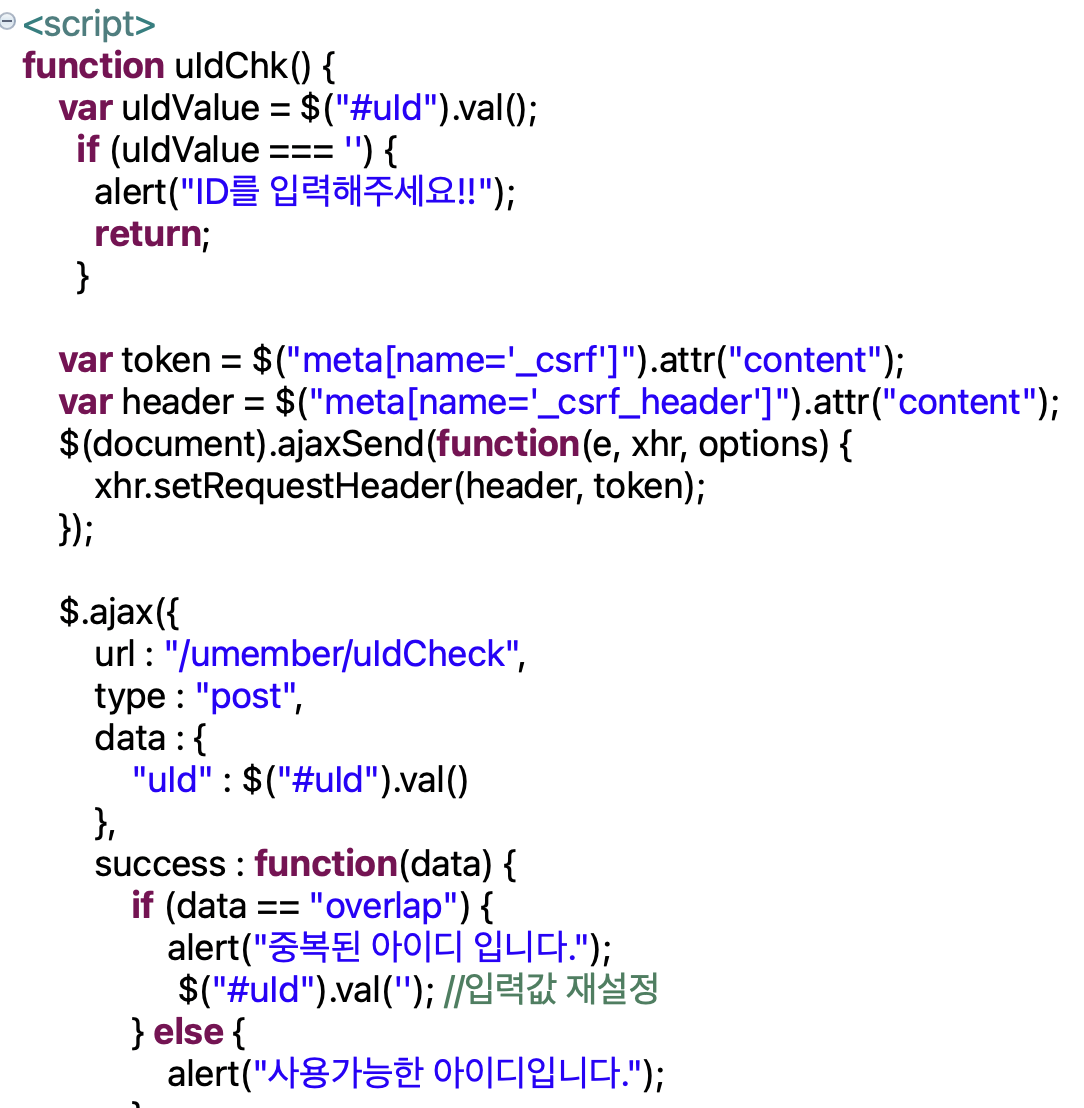 <script>
function uIdChk() {
var uIdValue = $("#uId").val();
if (uIdValue === '') {
alert("ID를 입력해주세요!!");
return;
}
var token = $("meta[name='_csrf']").attr("content");
var header = $("meta[name='_csrf_header']").attr("content");
$(document).ajaxSend(function(e, xhr, options) {
xhr.setRequestHeader(header, token);
});
$.ajax({
url : "/umember/uIdCheck",
type : "post",
data : {
"uId" : $("#uId").val()
},
success : function(data) {
if (data == "overlap") {
alert("중복된 아이디 입니다.");
$("#uId").val(''); //입력값 재설정
} else {
alert("사용가능한 아이디입니다.");
}